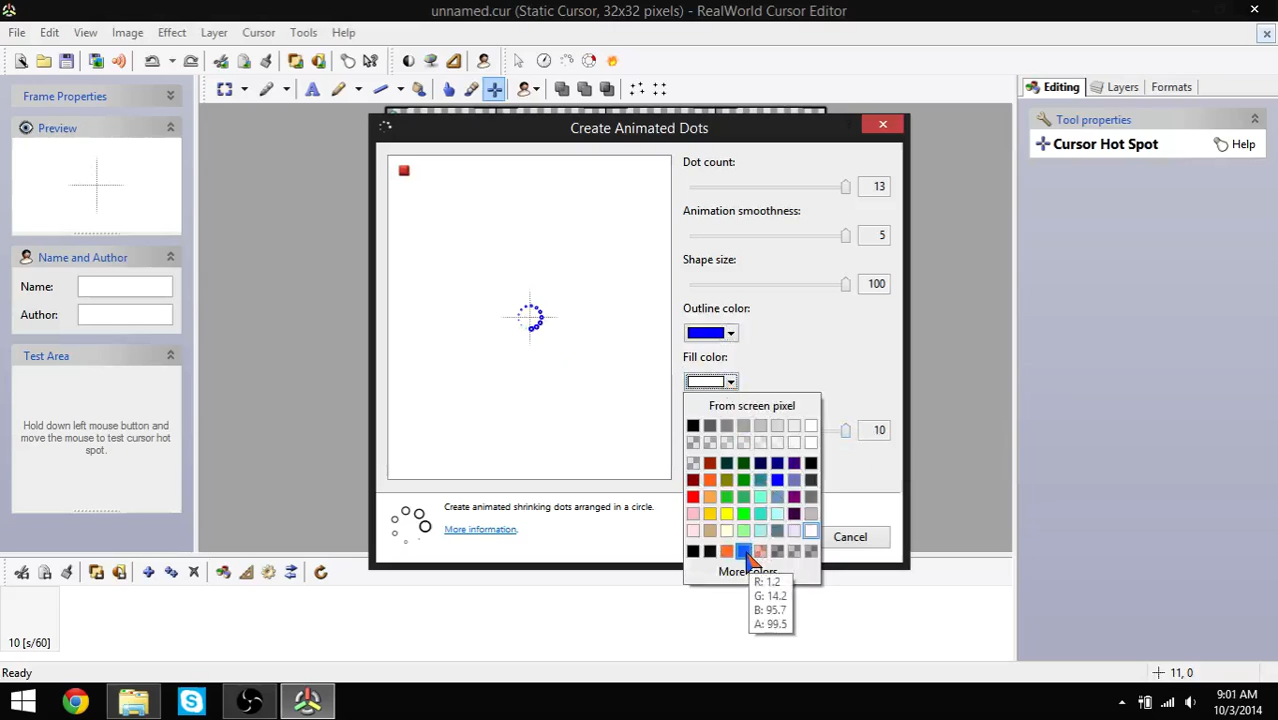 unnamed.cur (Static Cursor, 32x32 pixels) - RealWorld Cursor Editor
File Edit View Image Effect Layer Cursor Tools Help
Frame Properties
Preview
Name and Author
Name:
Author:
Test Area
Hold down left mouse button and
move the mouse to test cursor hot
spot.
Create Animated Dots
Dot count:
13
Animation smoothness:
5
Shape size:
100
Outline color:
Fill color:
From screen pixel
10
Create animated shrinking dots arranged in a circle.
More information.
Cancel
More colors
R: 1.2
G: 14.2
B: 95.7
A: 99.5
Editing Layers Formats
Tool properties
Cursor Hot Spot Help
10 [s/60]
Ready
11, 0
9:01 AM
10/3/2014